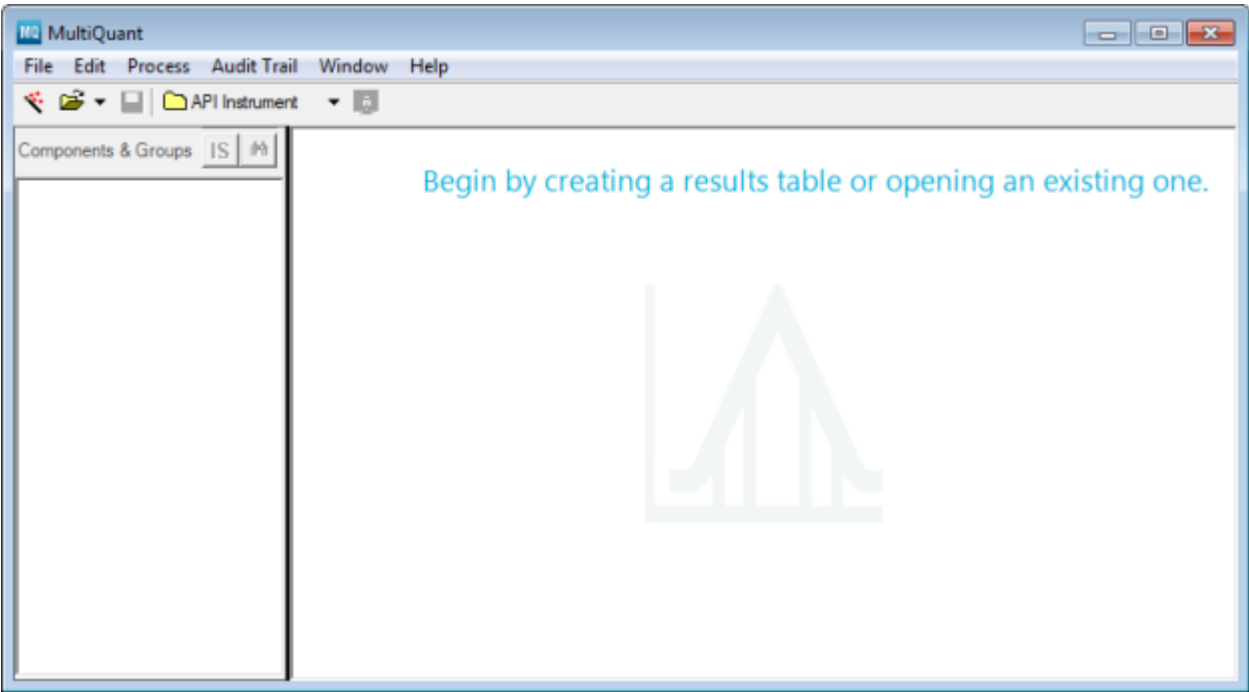 MQ MultiQuant
File Edit Process Audit Trail Window Help
API Instrument
Components & Groups IS
Begin by creating a results table or opening an existing one.